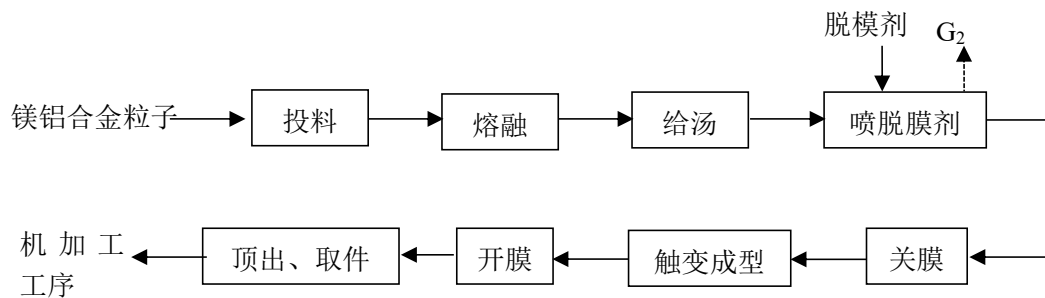 脱模剂
G₂
镁铝合金粒子
投料
熔融
给汤
喷脱膜剂
机加工
工序
顶出、取件
开膜
触变成型
关膜